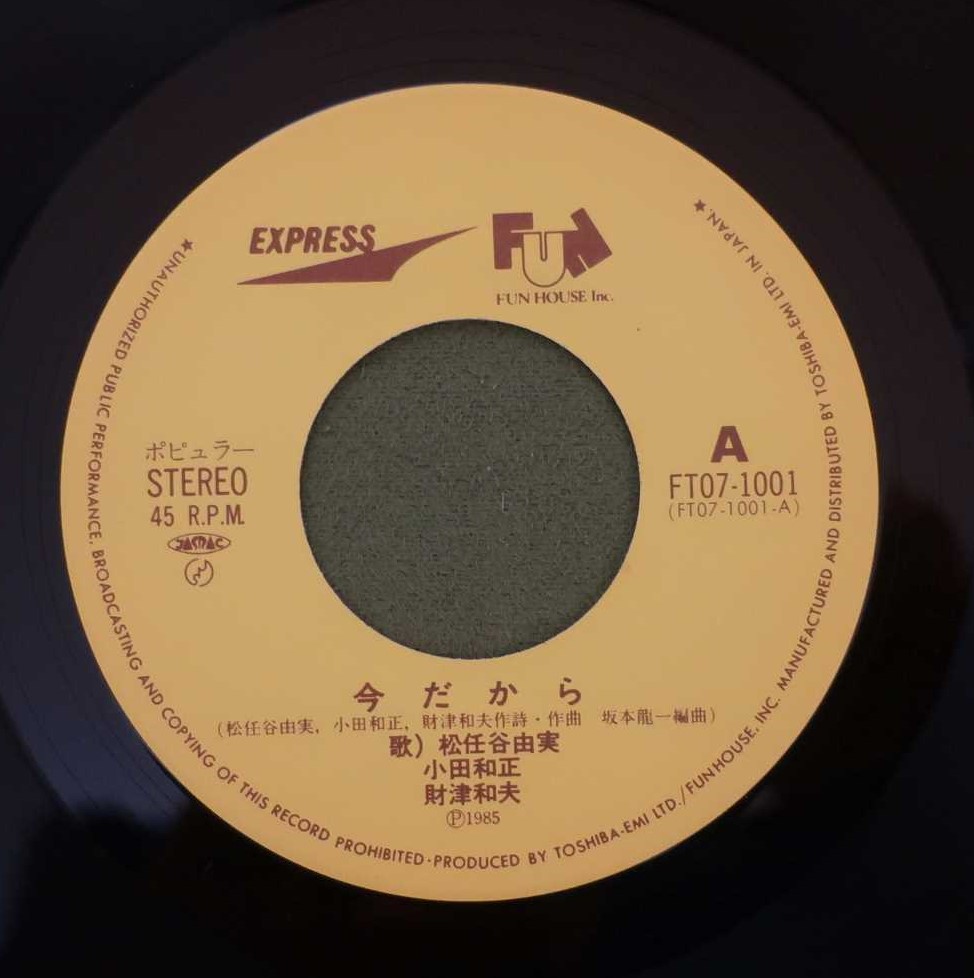 EXPRESS
FUN
FUN HOUSE Inc.
ポピュラー
STEREO
45 R.P.M.
JASRAC
A
FT07-1001
(FT07-1001-A)
今だから
(松任谷由実, 小田和正, 財津和夫作詩・作曲 坂本龍一編曲)
歌) 松任谷由実
小田和正
財津和夫
Ⓟ1985
★UNAUTHORIZED PUBLIC PERFORMANCE, BROADCASTING AND COPYING OF THIS RECORD PROHIBITED·PRODUCED BY TOSHIBA-EMI LTD./FUN HOUSE, INC. MANUFACTURED AND DISTRIBUTED BY TOSHIBA-EMI LTD. IN JAPAN.★